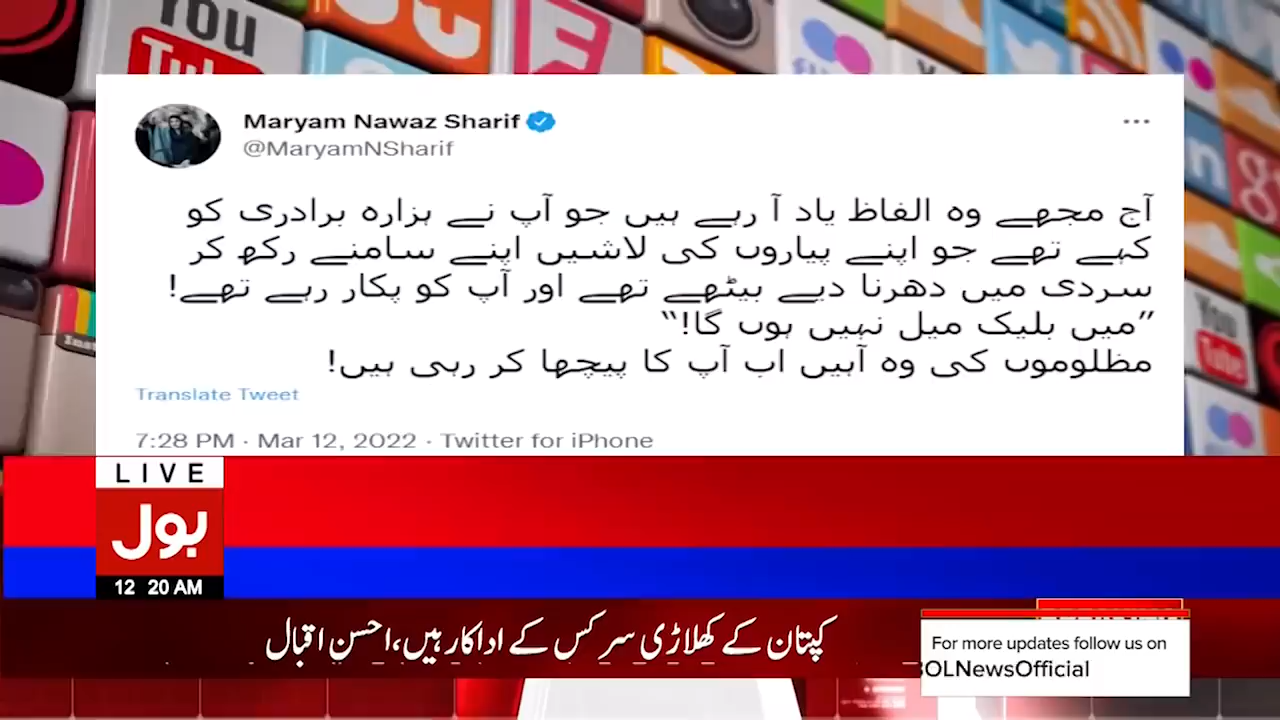 You
Tube
Maryam Nawaz Sharif
@MaryamNSharif
آج مجھے وہ الفاظ یاد آ رہے ہیں جو آپ نے ہزارہ برادری کو
کہے تھے جو اپنے پیاروں کی لاشیں اپنے سامنے رکھ کر
سردی میں دھرنا دیے بیٹھے تھے اور آپ کو پکار رہے تھے!
”میں بلیک میل نہیں ہوں گا!“
مظلوموں کی وہ آہیں اب آپ کا پیچھا کر رہی ہیں!
Translate Tweet
7:28 PM · Mar 12, 2022 · Twitter for iPhone
You
Tube
LIVE
بول
12 20 AM
کپتان کے کھلاڑی سرکس کے اداکار ہیں، احسن اقبال
For more updates follow us on
BOLNewsOfficial